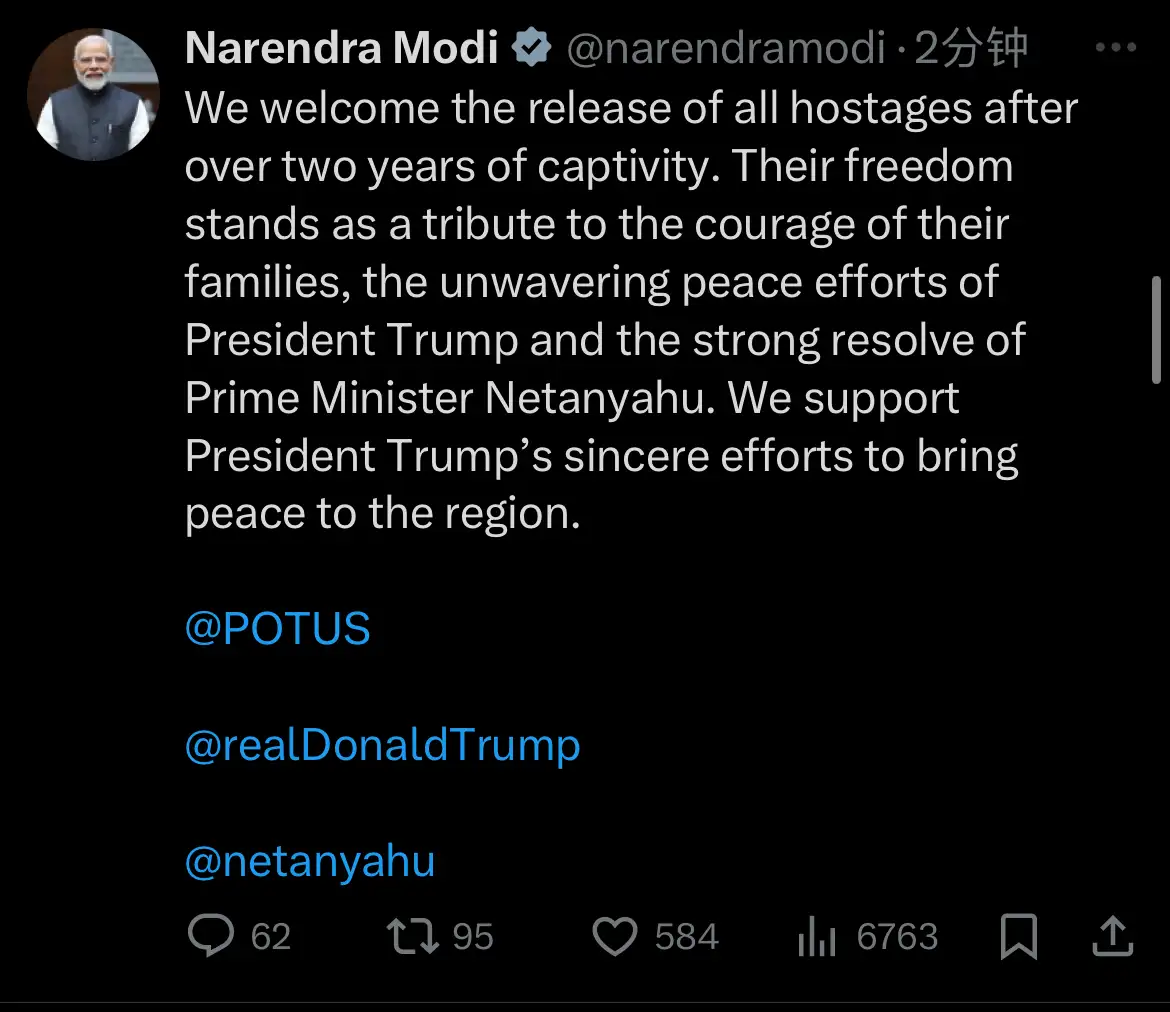 Narendra Modi @narendramodi · 2分钟
We welcome the release of all hostages after
over two years of captivity. Their freedom
stands as a tribute to the courage of their
families, the unwavering peace efforts of
President Trump and the strong resolve of
Prime Minister Netanyahu. We support
President Trump’s sincere efforts to bring
peace to the region.
@POTUS
@realDonaldTrump
@netanyahu
62 95 584 6763